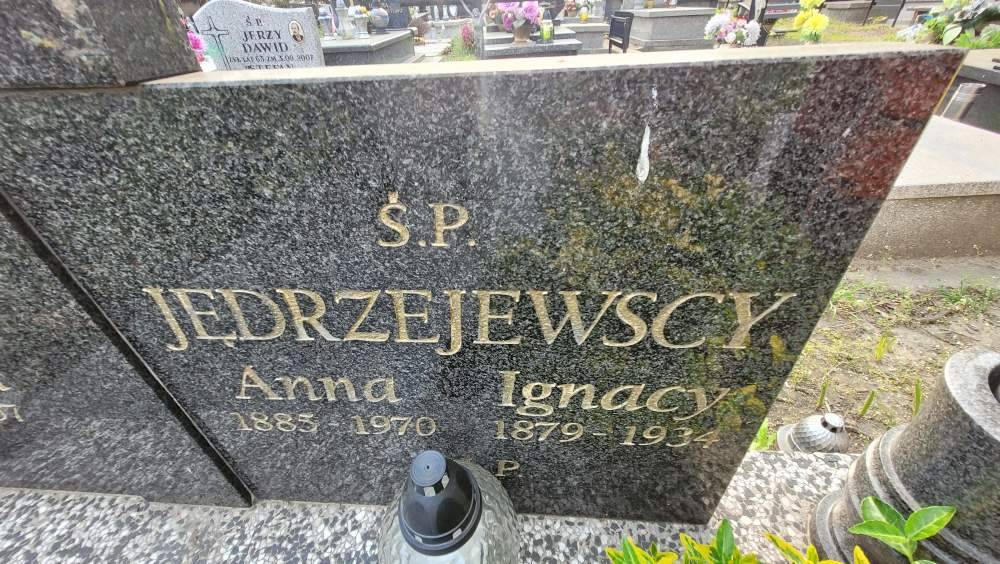 Ś.P.
JERZY
DAWID
Ś.P.
JĘDRZEJEWSCY
Anna Ignacy
1885 - 1970 1879 - 1934
P